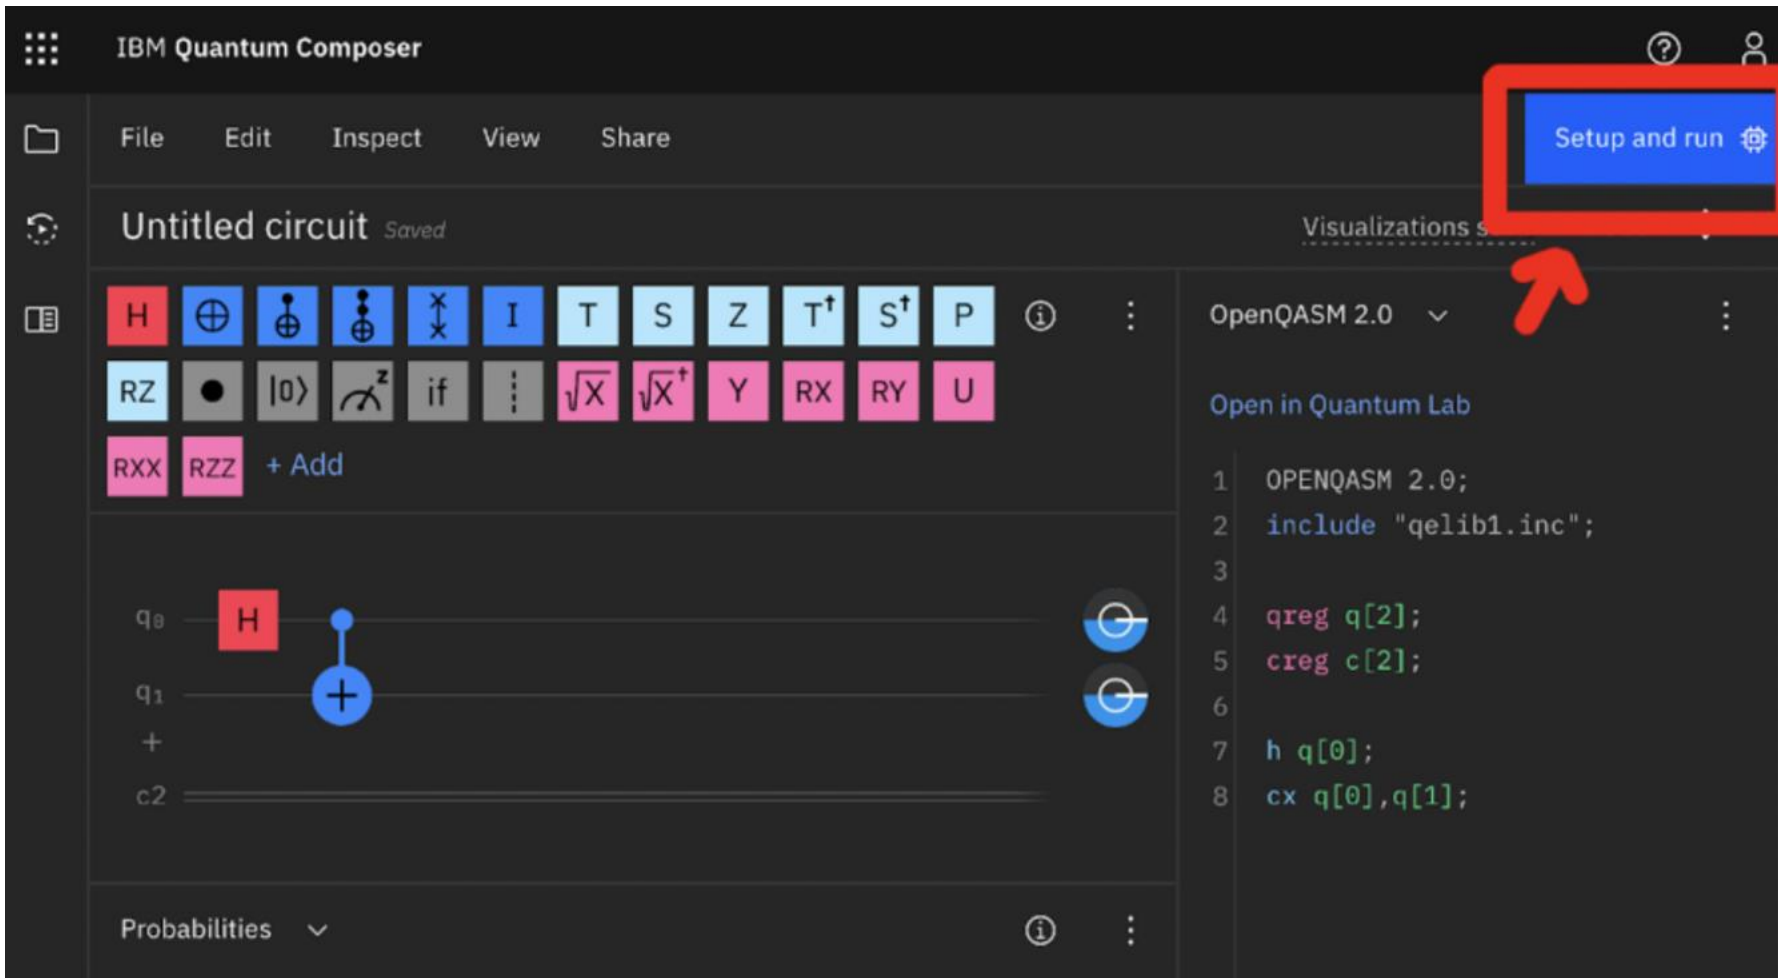 IBM Quantum Composer
File Edit Inspect View Share
Setup and run
Untitled circuit Saved
Visualizations
H I T S Z T† S† P
RZ |0⟩ z if √X √X† Y RX RY U
RXX RZZ + Add
OpenQASM 2.0
Open in Quantum Lab
1 OPENQASM 2.0;
2 include "qelib1.inc";
3
4 qreg q[2];
5 creg c[2];
6
7 h q[0];
8 cx q[0],q[1];
q0 H
q1 +
+
c2
Probabilities